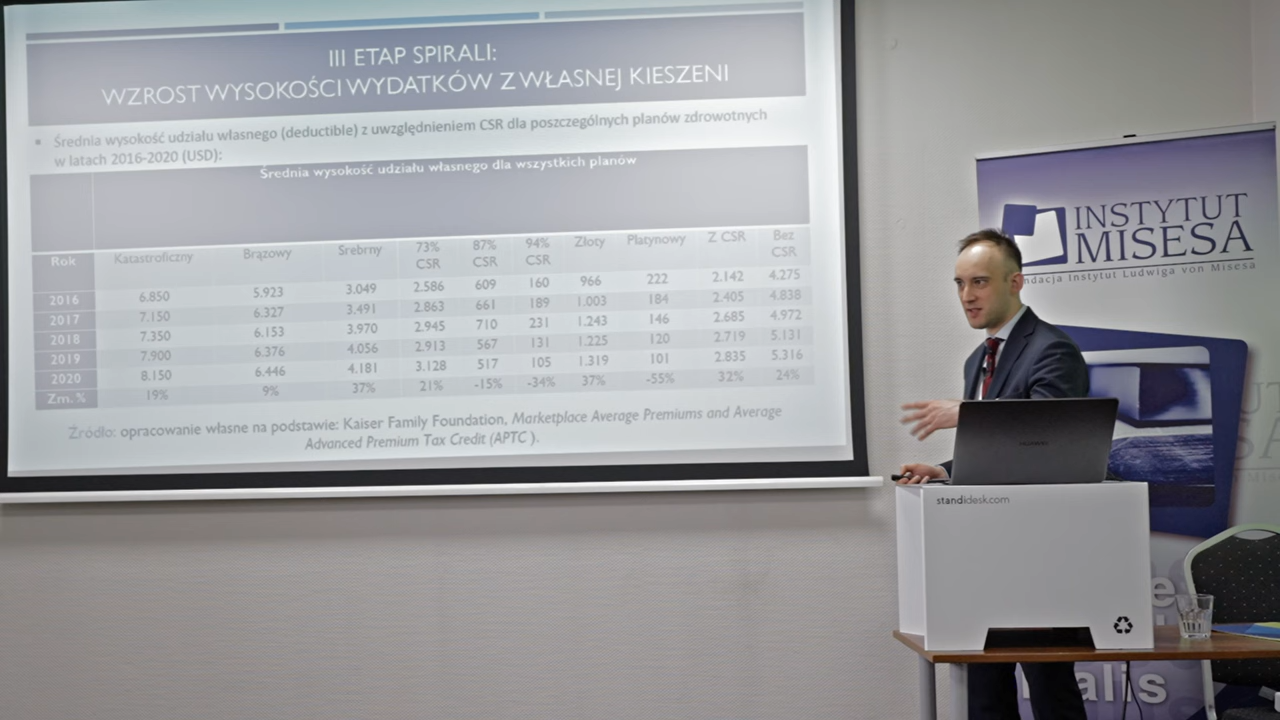 III ETAP SPIRALI:
WZROST WYSOKOŚCI WYDATKÓW Z WŁASNEJ KIESZENI
▪ Średnia wysokość udziału własnego (deductible) z uwzględnieniem CSR dla poszczególnych planów zdrowotnych
w latach 2016-2020 (USD):
Średnia wysokość udziału własnego dla wszystkich planów
Rok Katastroficzny Brązowy Srebrny 73% CSR 87% CSR 94% CSR Złoty Platynowy Z CSR Bez CSR
2016 6.850 5.923 3.049 2.586 609 160 966 222 2.142 4.275
2017 7.150 6.327 3.491 2.863 661 189 1.003 184 2.405 4.838
2018 7.350 6.153 3.970 2.945 710 231 1.243 146 2.685 4.972
2019 7.900 6.376 4.056 2.913 567 131 1.225 120 2.719 5.131
2020 8.150 6.446 4.181 3.128 517 105 1.319 101 2.835 5.316
Zm.% 19% 9% 37% 21% -15% -34% 37% -55% 32% 24%
Źródło: opracowanie własne na podstawie: Kaiser Family Foundation, Marketplace Average Premiums and Average
Advanced Premium Tax Credit (APTC ).
INSTYTUT
MISESA
ndacja Instytut Ludwiga von Misesa
HUAWEI
standidesk.com
alis